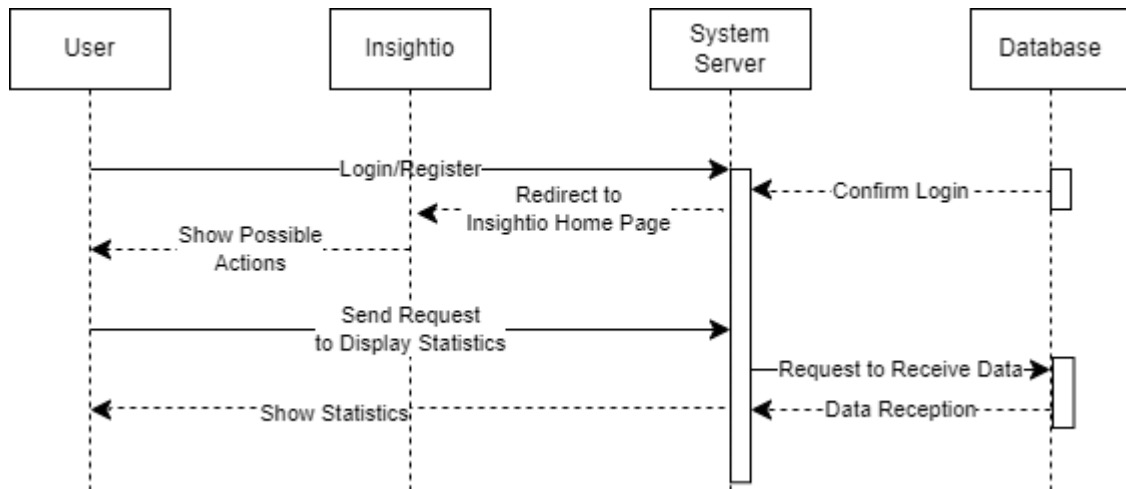 User
Insightio
System
Server
Database
Login/Register
Confirm Login
Redirect to
Insightio Home Page
Show Possible
Actions
Send Request
to Display Statistics
Request to Receive Data
Show Statistics
Data Reception